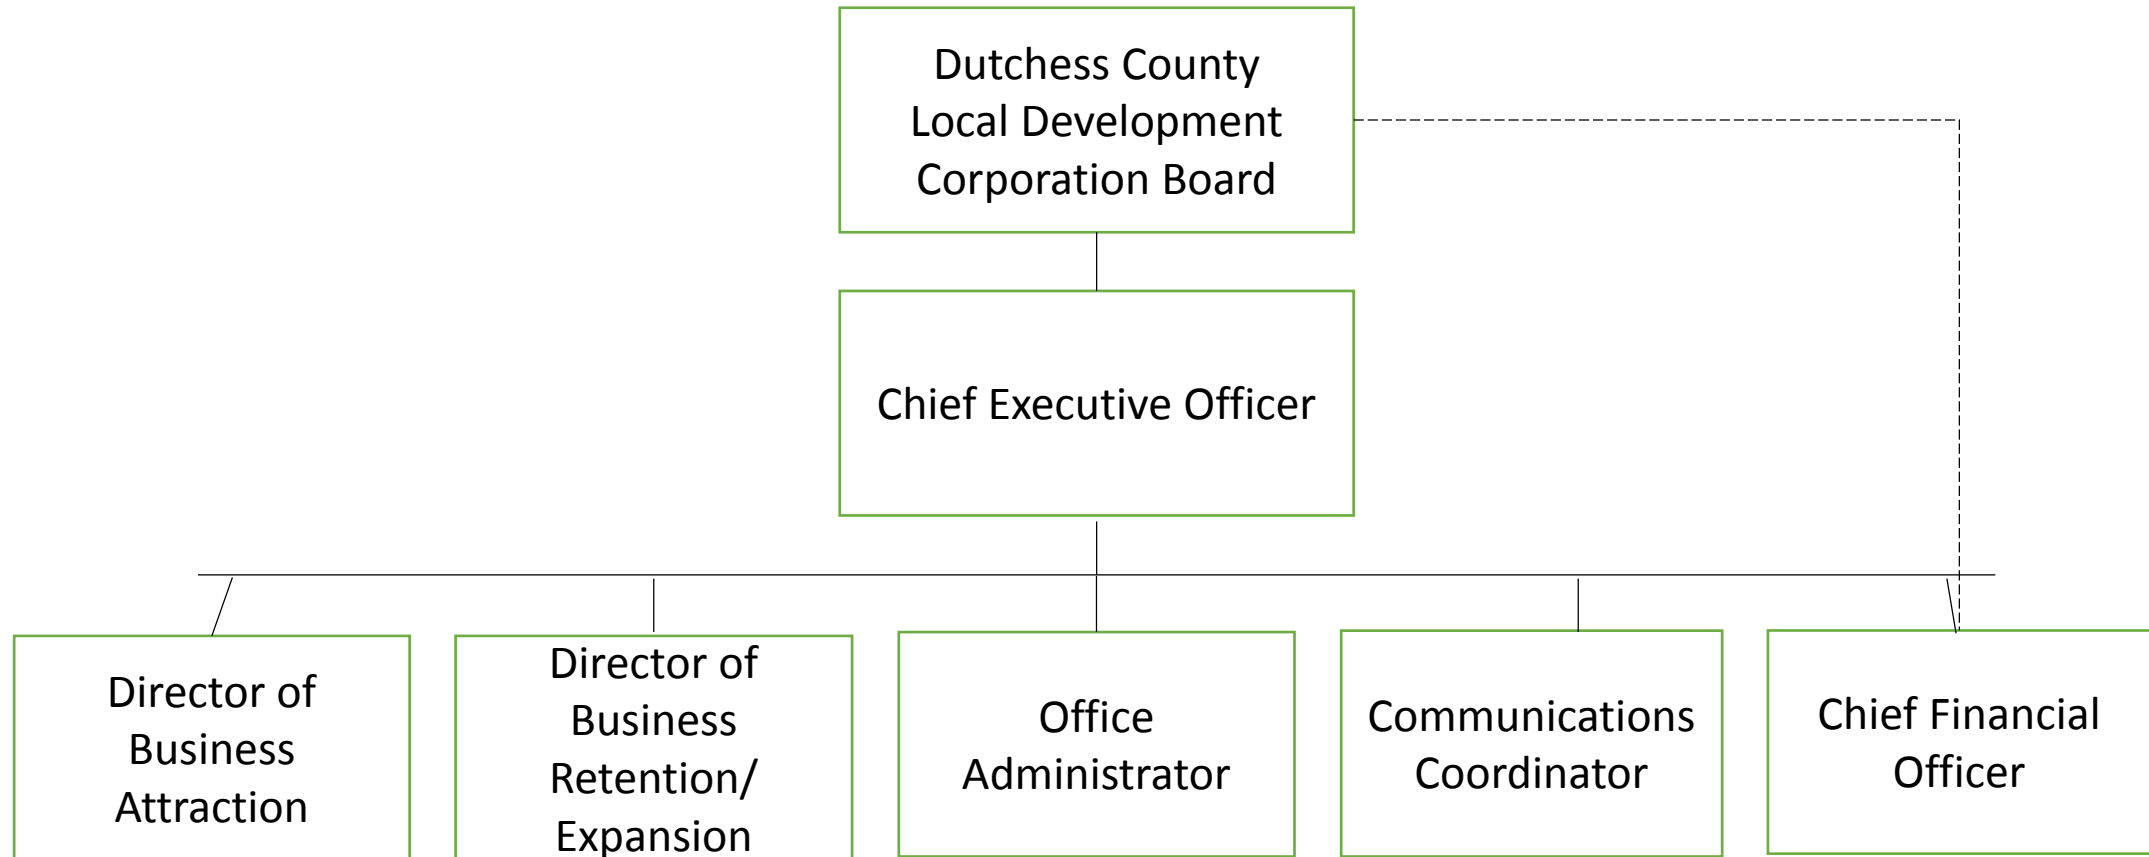 Dutchess County
Local Development
Corporation Board
Chief Executive Officer
Director of
Business
Attraction
Director of
Business
Retention/
Expansion
Office
Administrator
Communications
Coordinator
Chief Financial
Officer